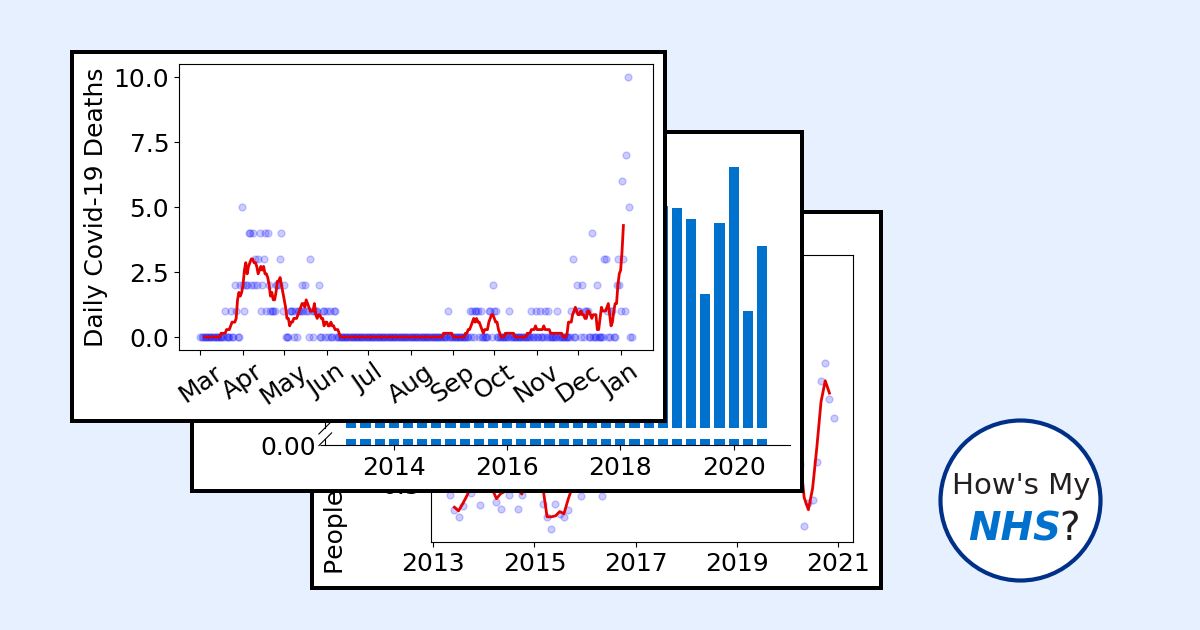 Daily Covid-19 Deaths
10.0
7.5
5.0
2.5
0.0
Mar Apr May Jun Jul Aug Sep Oct Nov Dec Jan
0.00
2014 2016 2018 2020
People
2013 2015 2017 2019 2021
How's My
NHS?